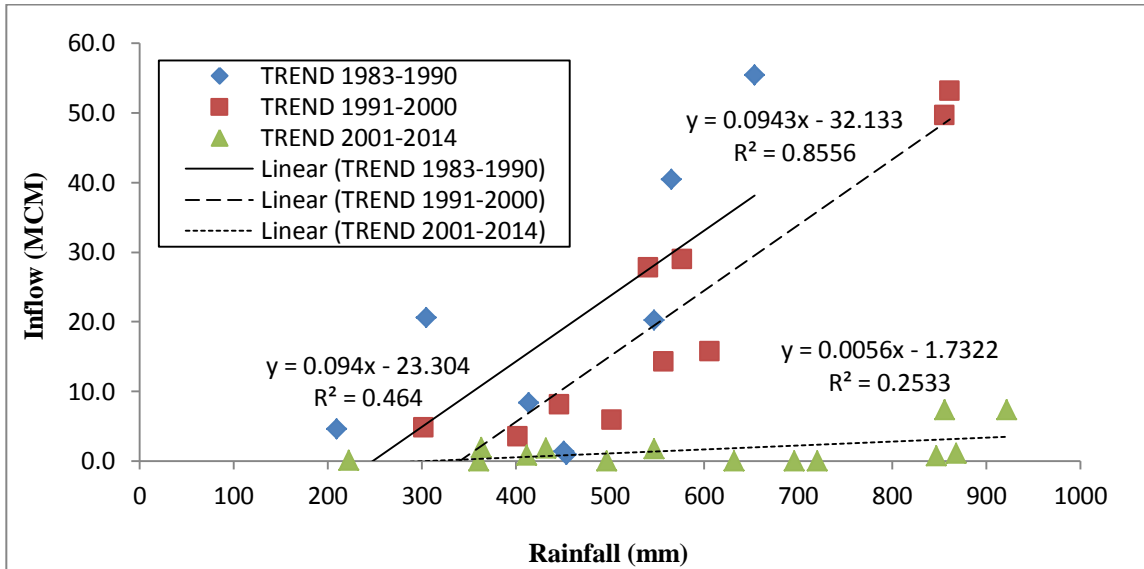 60.0
50.0
40.0
30.0
20.0
10.0
0.0
Inflow (MCM)
TREND 1983-1990
TREND 1991-2000
TREND 2001-2014
Linear (TREND 1983-1990)
Linear (TREND 1991-2000)
Linear (TREND 2001-2014)
y = 0.0943x - 32.133
R² = 0.8556
y = 0.094x - 23.304
R² = 0.464
y = 0.0056x - 1.7322
R² = 0.2533
0 100 200 300 400 500 600 700 800 900 1000
Rainfall (mm)